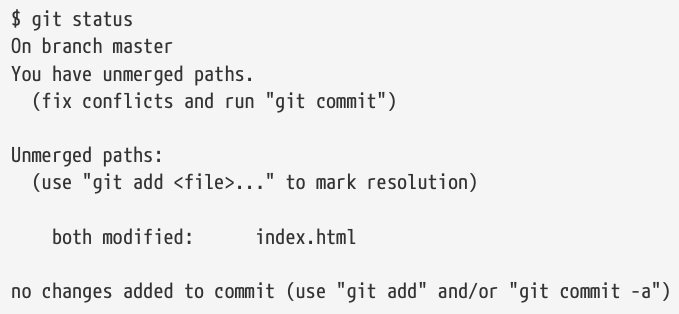 $ git status
On branch master
You have unmerged paths.
  (fix conflicts and run "git commit")

Unmerged paths:
  (use "git add <file>..." to mark resolution)

    both modified:      index.html

no changes added to commit (use "git add" and/or "git commit -a")